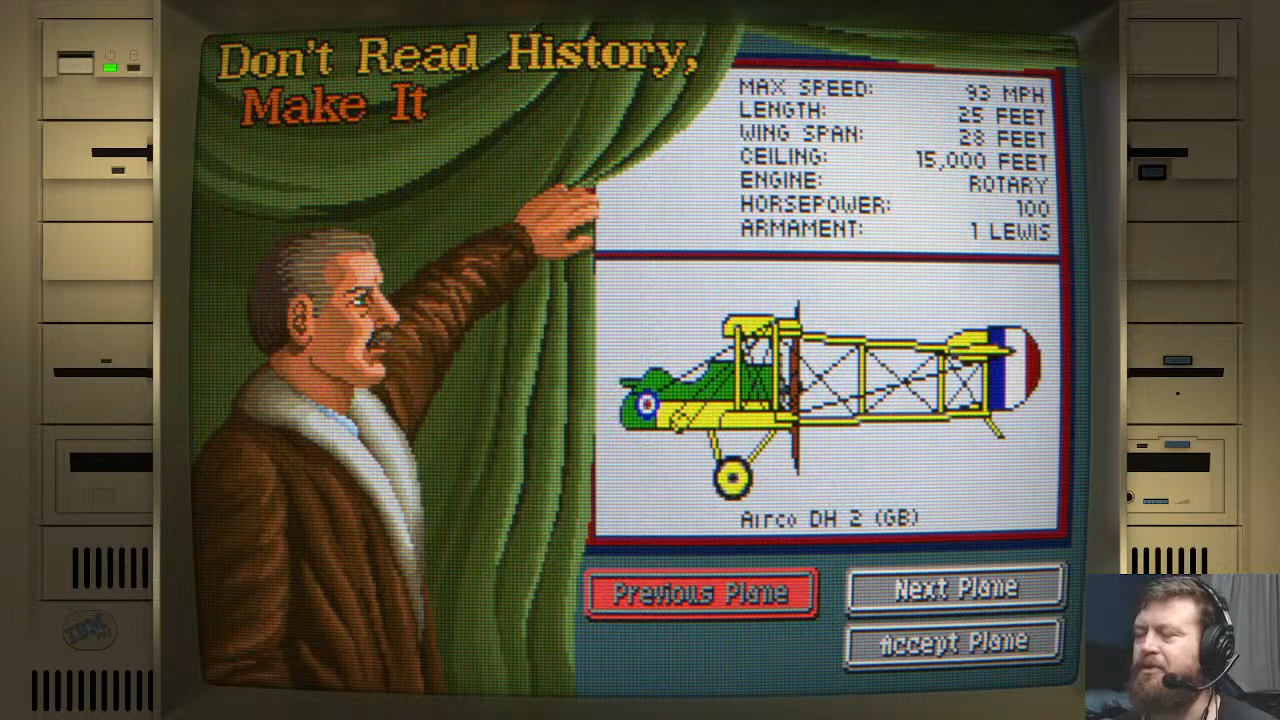 Don't Read History,
Make It
MAX SPEED: 93 MPH
LENGTH: 25 FEET
WING SPAN: 28 FEET
CEILING: 15,000 FEET
ENGINE: ROTARY
HORSEPOWER: 100
ARMAMENT: 1 LEWIS
Airco DH 2 (GB)
Previous Plane
Next Plane
Accept Plane
IBM